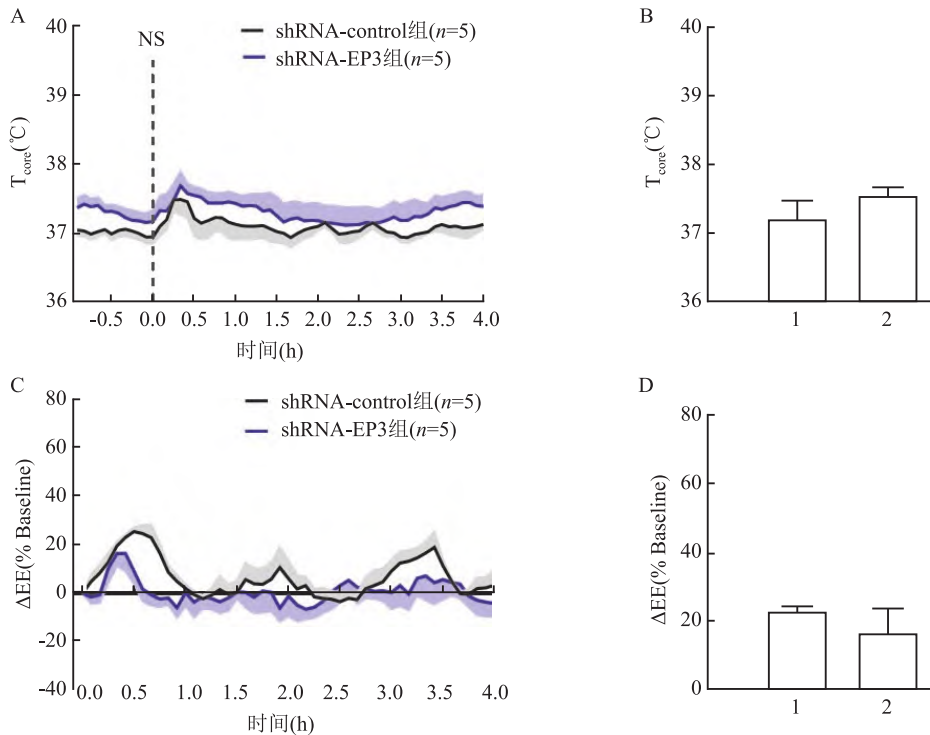 A
NS
shRNA-control组(n=5)
shRNA-EP3组(n=5)
40
39
38
37
36
Tcore(℃)
-0.5 0.0 0.5 1.0 1.5 2.0 2.5 3.0 3.5 4.0
时间(h)
B
40
39
38
37
36
Tcore(℃)
1 2
C
shRNA-control组(n=5)
shRNA-EP3组(n=5)
80
60
40
20
0
-20
-40
ΔEE(% Baseline)
0.0 0.5 1.0 1.5 2.0 2.5 3.0 3.5 4.0
时间(h)
D
80
60
40
20
0
ΔEE(% Baseline)
1 2